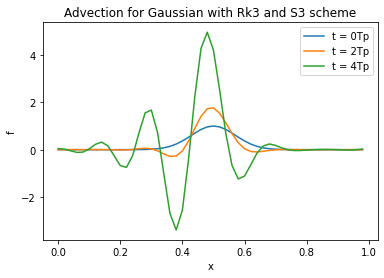 Advection for Gaussian with Rk3 and S3 scheme
t = 0Tp
t = 2Tp
t = 4Tp
f
4
2
0
−2
0.0 0.2 0.4 0.6 0.8 1.0
x